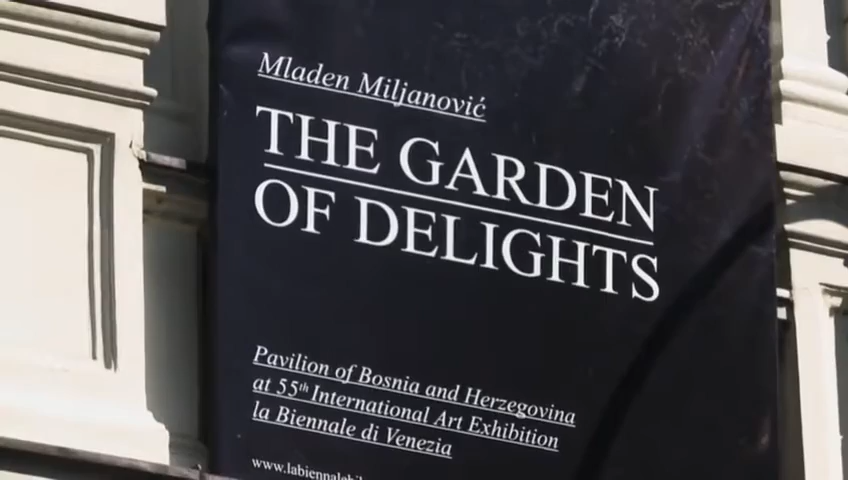 Mladen Miljanović
THE GARDEN
OF DELIGHTS
Pavilion of Bosnia and Herzegovina
at 55th International Art Exhibition
la Biennale di Venezia